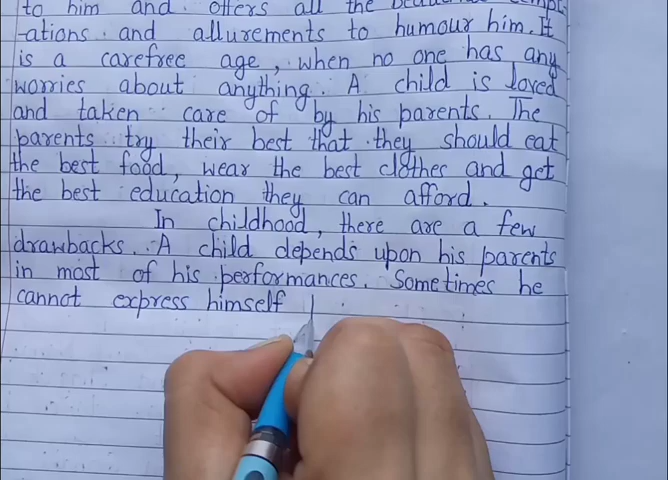 to him and offers all the
-ations and allurements to humour him. It
is a carefree age, when no one has any
worries about anything. A child is loved
and taken care of by his parents. The
parents try their best that they should eat
the best food, wear the best clothes and get
the best education they can afford.
In childhood, there are a few
drawbacks. A child depends upon his parents
in most of his performances. Sometimes he
cannot express himself